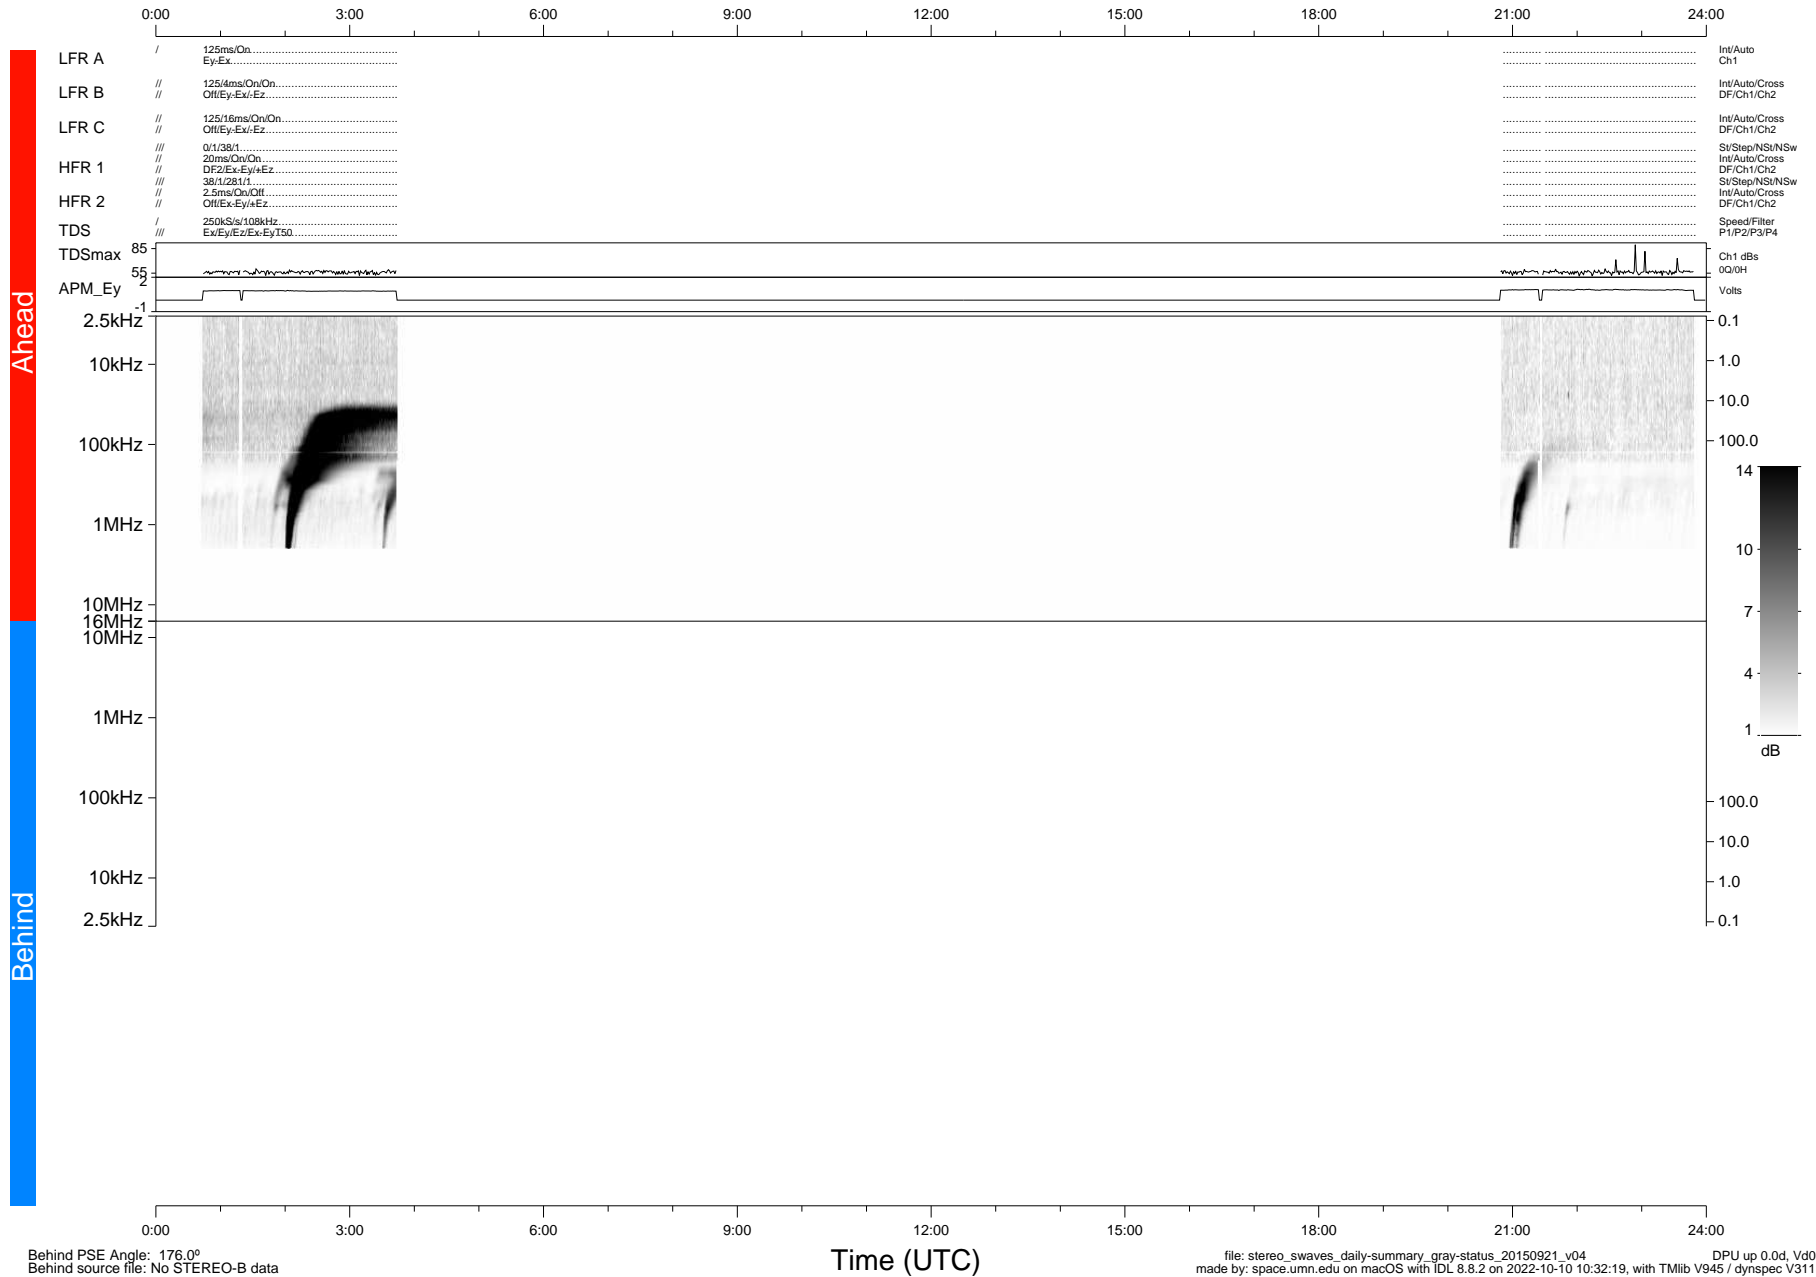 0:00 3:00 6:00 9:00 12:00 15:00 18:00 21:00 24:00
LFR A / 125ms/On Int/Auto
Ey-Ex Ch1
LFR B // 125/4ms/On/On Int/Auto/Cross
// Off/Ey-Ex/-Ez DF/Ch1/Ch2
LFR C // 125/16ms/On/On Int/Auto/Cross
// Off/Ey-Ex/-Ez DF/Ch1/Ch2
/// 0/1/38/1 St/Step/NSt/NSw
HFR 1 // 20ms/On/On Int/Auto/Cross
// DF2/Ex-Ey/+Ez DF/Ch1/Ch2
/// 38/1/281/1 St/Step/NSt/NSw
HFR 2 // 2.5ms/On/Off Int/Auto/Cross
// Off/Ex-Ey/+Ez DF/Ch1/Ch2
TDS / 250kS/s/108kHz Speed/Filter
/// Ex/Ey/Ez/Ex-EyT50 P1/P2/P3/P4
TDSmax 85 Ch1 dBs
55 0Q/0H
APM_Ey 2 Volts
-1
Ahead
2.5kHz 0.1
10kHz 1.0
10.0
100kHz 100.0
14
1MHz
10
10MHz
16MHz
7
10MHz
4
1MHz
1
dB
100kHz 100.0
10.0
10kHz 1.0
2.5kHz 0.1
Behind
0:00 3:00 6:00 9:00 12:00 15:00 18:00 21:00 24:00
Time (UTC)
Behind PSE Angle: 176.0º
Behind source file: No STEREO-B data
file: stereo_swaves_daily-summary_gray-status_20150921_v04 DPU up 0.0d, Vd0
made by: space.umn.edu on macOS with IDL 8.8.2 on 2022-10-10 10:32:19, with TMlib V945 / dynspec V311